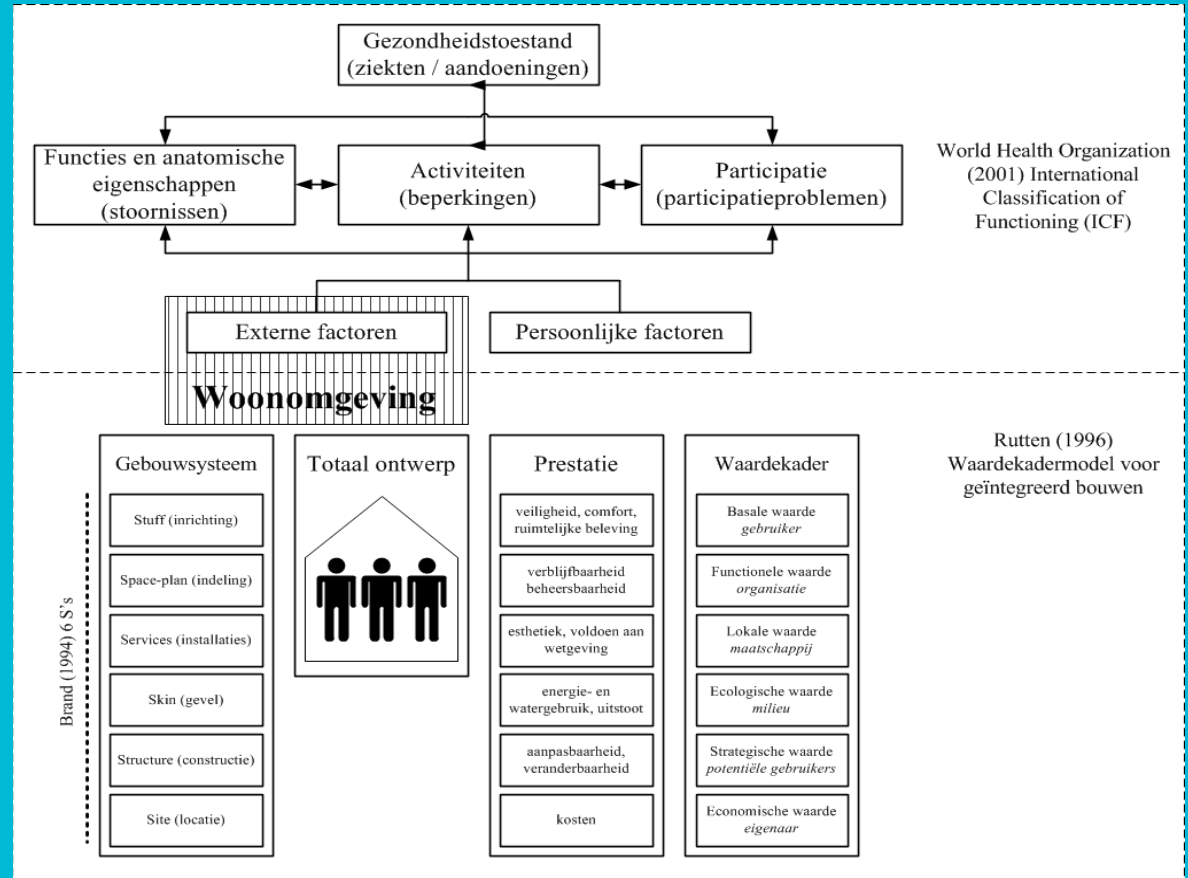 Gezondheidstoestand
(ziekten / aandoeningen)
Functies en anatomische
eigenschappen
(stoornissen)
Activiteiten
(beperkingen)
Participatie
(participatieproblemen)
World Health Organization
(2001) International
Classification of
Functioning (ICF)
Externe factoren
Persoonlijke factoren
Woonomgeving
Rutten (1996)
Waardekadermodel voor
geïntegreerd bouwen
Brand (1994) 6 S's
Gebouwsysteem
Stuff (inrichting)
Space-plan (indeling)
Services (installaties)
Skin (gevel)
Structure (constructie)
Site (locatie)
Totaal ontwerp
Prestatie
veiligheid, comfort,
ruimtelijke beleving
verblijfbaarheid
beheersbaarheid
esthetiek, voldoen aan
wetgeving
energie- en
watergebruik, uitstoot
aanpasbaarheid,
veranderbaarheid
kosten
Waardekader
Basale waarde
gebruiker
Functionele waarde
organisatie
Lokale waarde
maatschappij
Ecologische waarde
milieu
Strategische waarde
potentiële gebruikers
Economische waarde
eigenaar